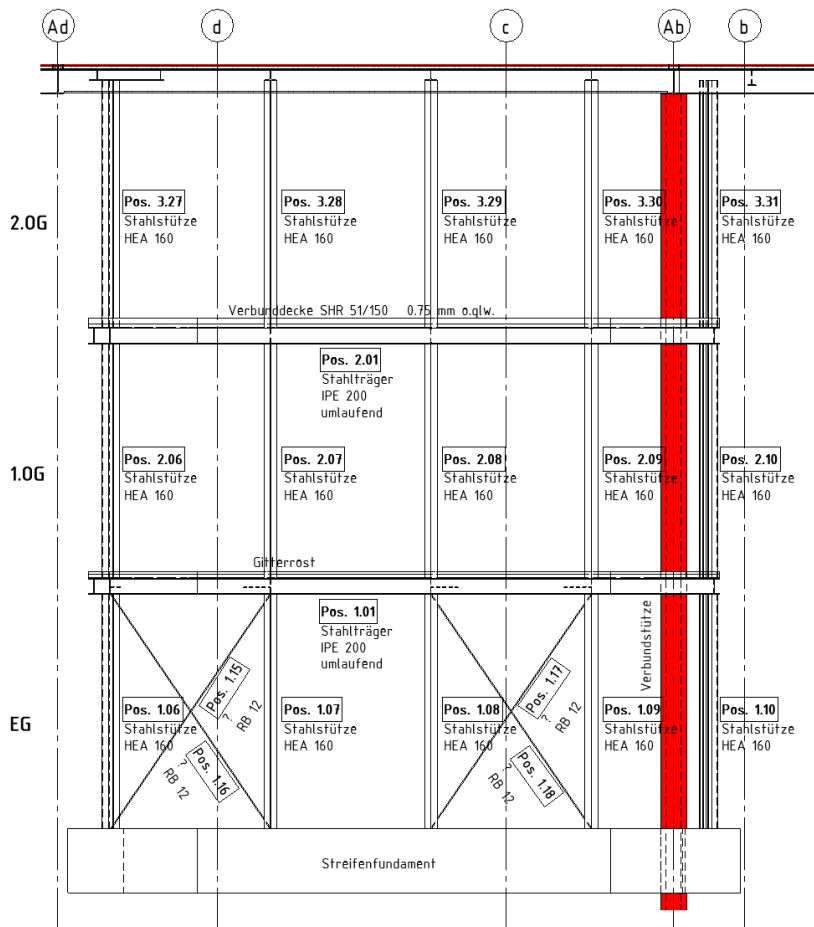 Ad
d
c
Ab
b
2.OG
Pos. 3.27
Stahlstütze
HEA 160
Pos. 3.28
Stahlstütze
HEA 160
Pos. 3.29
Stahlstütze
HEA 160
Pos. 3.30
Stahlstütze
HEA 160
Pos. 3.31
Stahlstütze
HEA 160
Verbunddecke SHR 51/150 0.75 mm o.glw.
Pos. 2.01
Stahlträger
IPE 200
umlaufend
1.OG
Pos. 2.06
Stahlstütze
HEA 160
Pos. 2.07
Stahlstütze
HEA 160
Pos. 2.08
Stahlstütze
HEA 160
Pos. 2.09
Stahlstütze
HEA 160
Pos. 2.10
Stahlstütze
HEA 160
Gitterrost
Pos. 1.01
Stahlträger
IPE 200
umlaufend
Verbundstütze
EG
Pos. 1.06
Stahlstütze
HEA 160
Pos. 1.15
? RB 12
Pos. 1.16
? RB 12
Pos. 1.07
Stahlstütze
HEA 160
Pos. 1.08
Stahlstütze
HEA 160
Pos. 1.17
? RB 12
Pos. 1.18
? RB 12
Pos. 1.09
Stahlstütze
HEA 160
Pos. 1.10
Stahlstütze
HEA 160
Streifenfundament